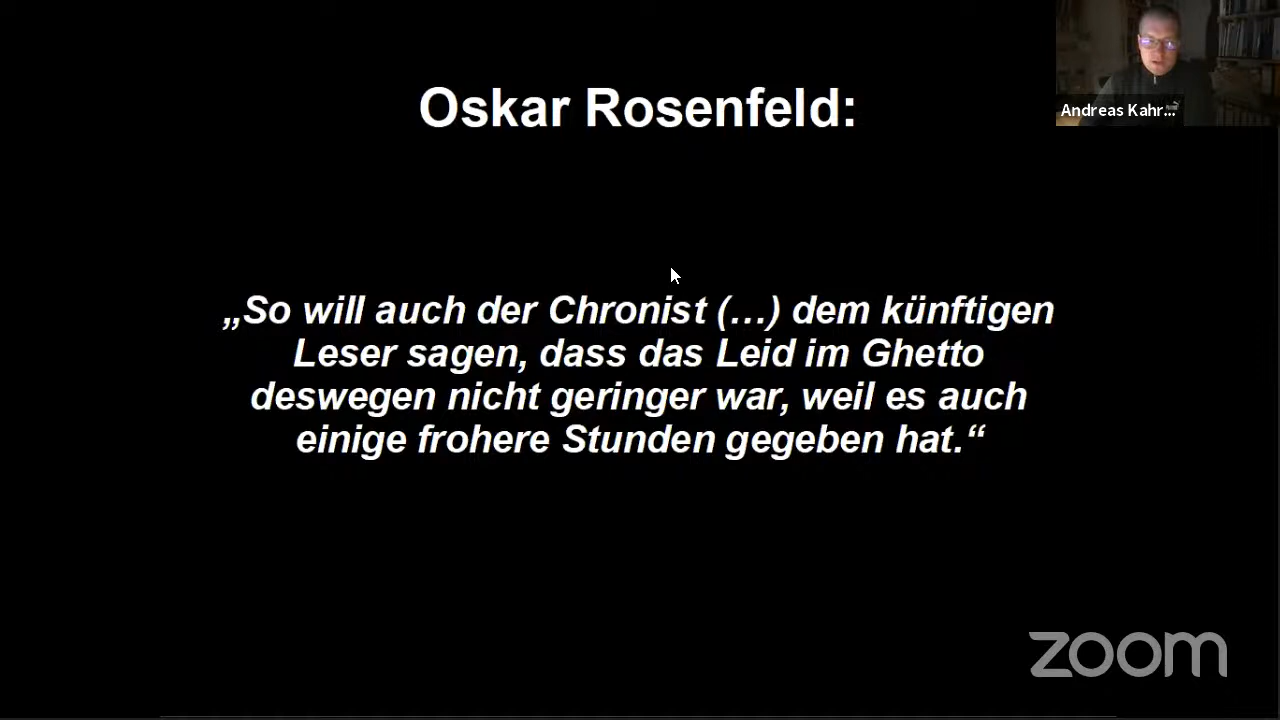 Oskar Rosenfeld:
Andreas Kahr...
„So will auch der Chronist (…) dem künftigen
Leser sagen, dass das Leid im Ghetto
deswegen nicht geringer war, weil es auch
einige frohere Stunden gegeben hat.“
zoom